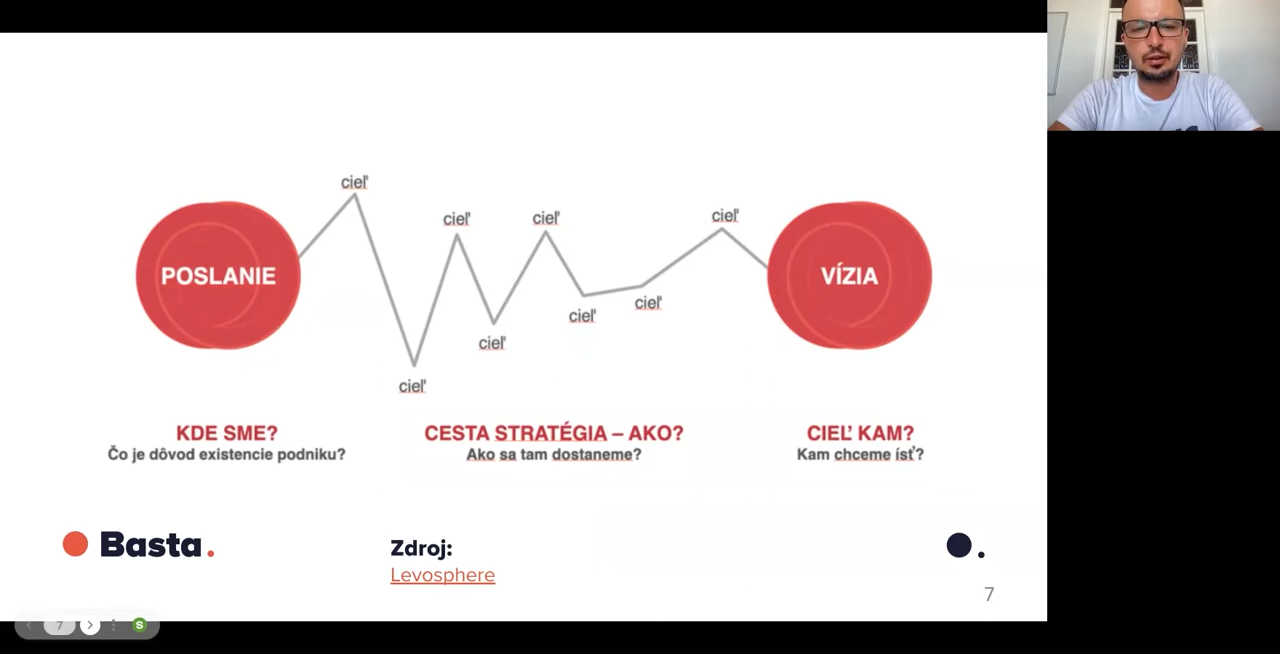 cieľ
cieľ
cieľ
cieľ
POSLANIE
VÍZIA
cieľ
cieľ
cieľ
cieľ
KDE SME?
Čo je dôvod existencie podniku?
CESTA STRATÉGIA – AKO?
Ako sa tam dostaneme?
CIEĽ KAM?
Kam chceme ísť?
Basta.
Zdroj:
Levosphere
7
7
S